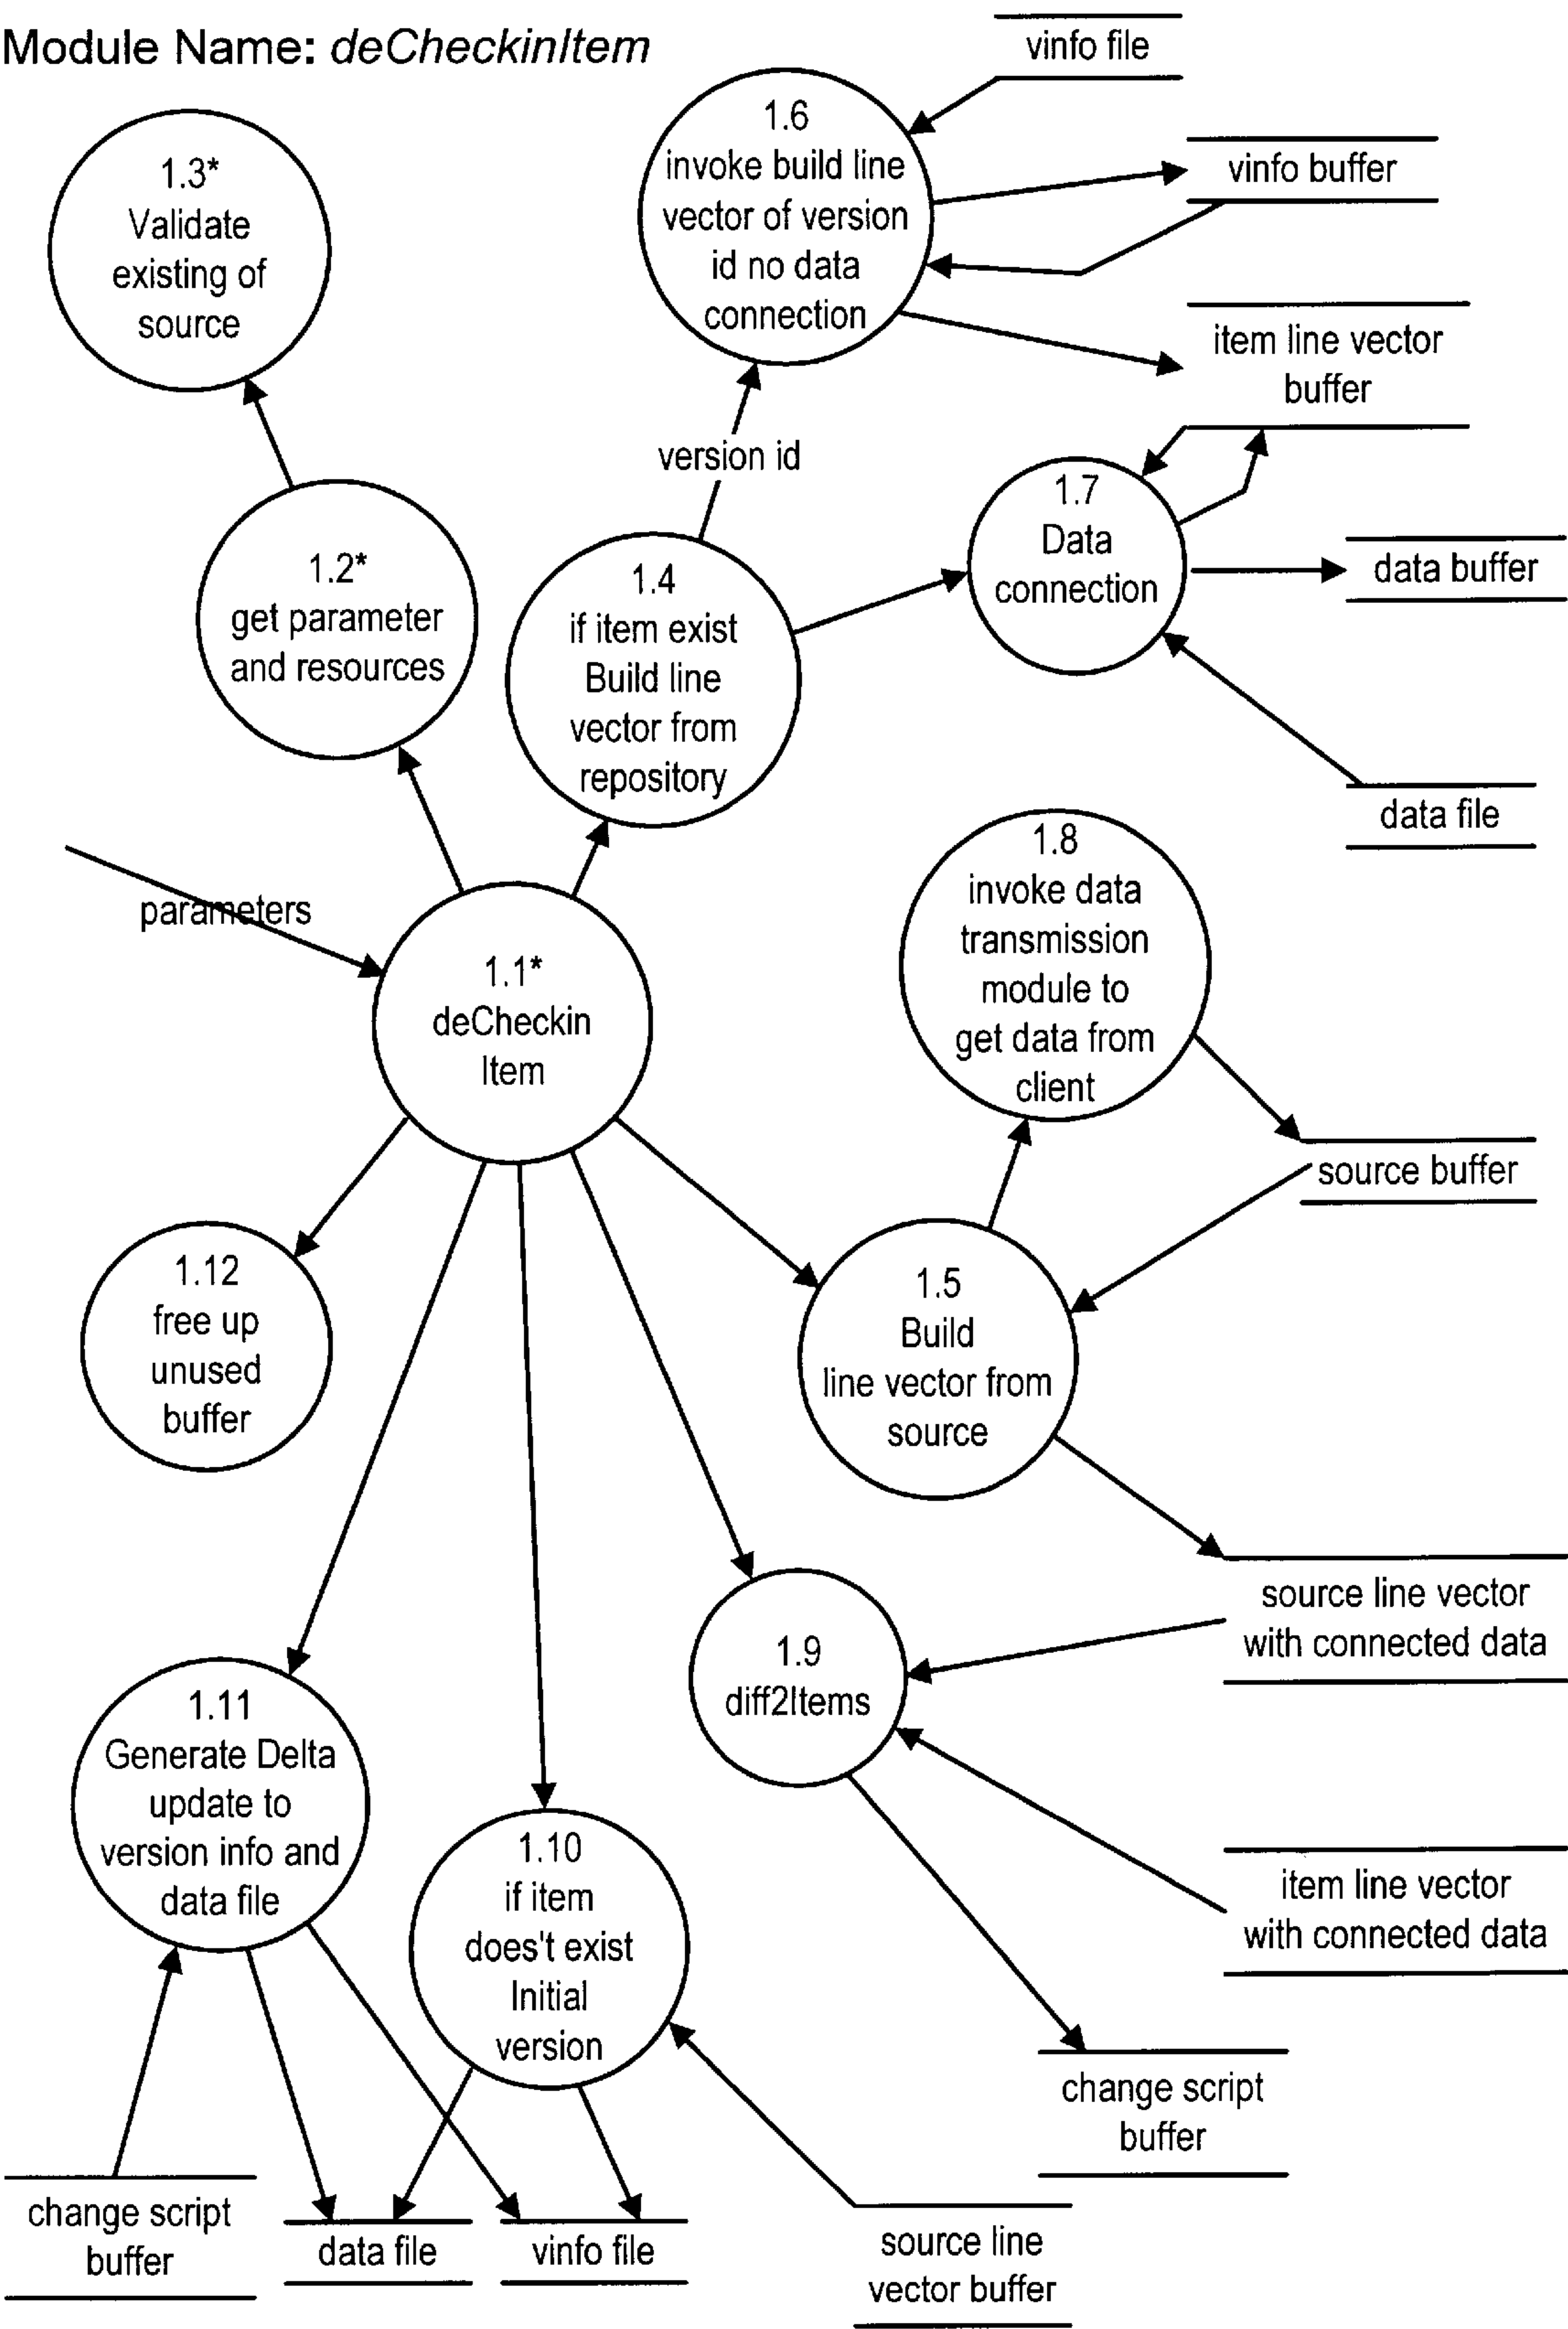 Module Name: deCheckinItem
vinfo file
1.3*
Validate
existing of
source
1.6
invoke build line
vector of version
id no data
connection
vinfo buffer
item line vector
buffer
version id
1.2*
get parameter
and resources
1.4
if item exist
Build line
vector from
repository
1.7
Data
connection
data buffer
data file
parameters
1.1*
deCheckin
Item
1.8
invoke data
transmission
module to
get data from
client
source buffer
1.12
free up
unused
buffer
1.5
Build
line vector from
source
source line vector
with connected data
1.9
diff2Items
1.11
Generate Delta
update to
version info and
data file
1.10
if item
does't exist
Initial
version
item line vector
with connected data
change script
buffer
change script
buffer
data file
vinfo file
source line
vector buffer